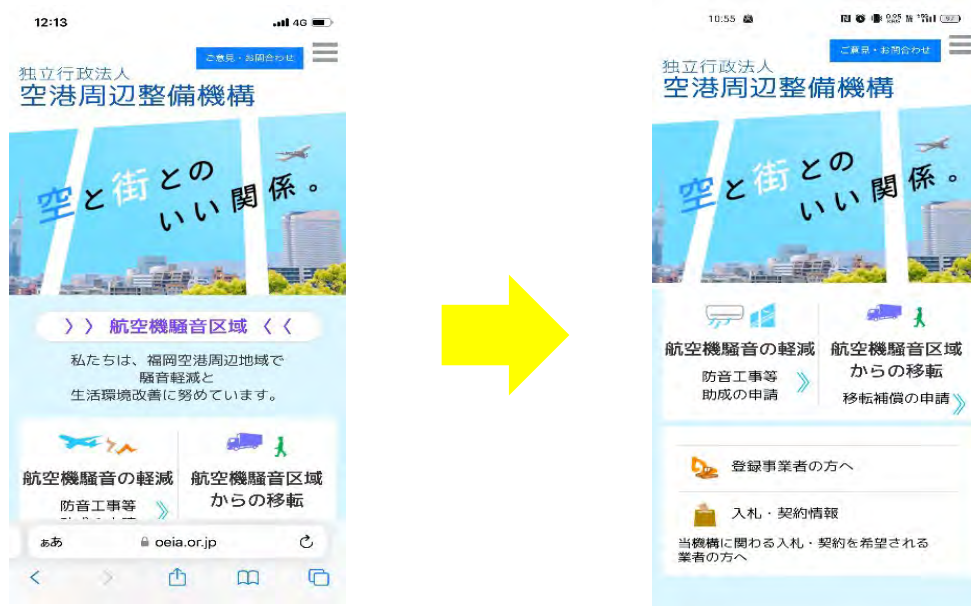 12:13
4G
ご意見・お問合わせ
独立行政法人
空港周辺整備機構
空と街との
いい関係。
〉〉 航空機騒音区域 〈〈
私たちは、福岡空港周辺地域で
騒音軽減と
生活環境改善に努めています。
航空機騒音の軽減
防音工事等
航空機騒音区域
からの移転
ぁあ
oeia.or.jp
10:55
ご意見・お問合わせ
独立行政法人
空港周辺整備機構
空と街との
いい関係。
航空機騒音の軽減
防音工事等
助成の申請
航空機騒音区域
からの移転
移転補償の申請
登録事業者の方へ
入札・契約情報
当機構に関わる入札・契約を希望される
業者の方へ